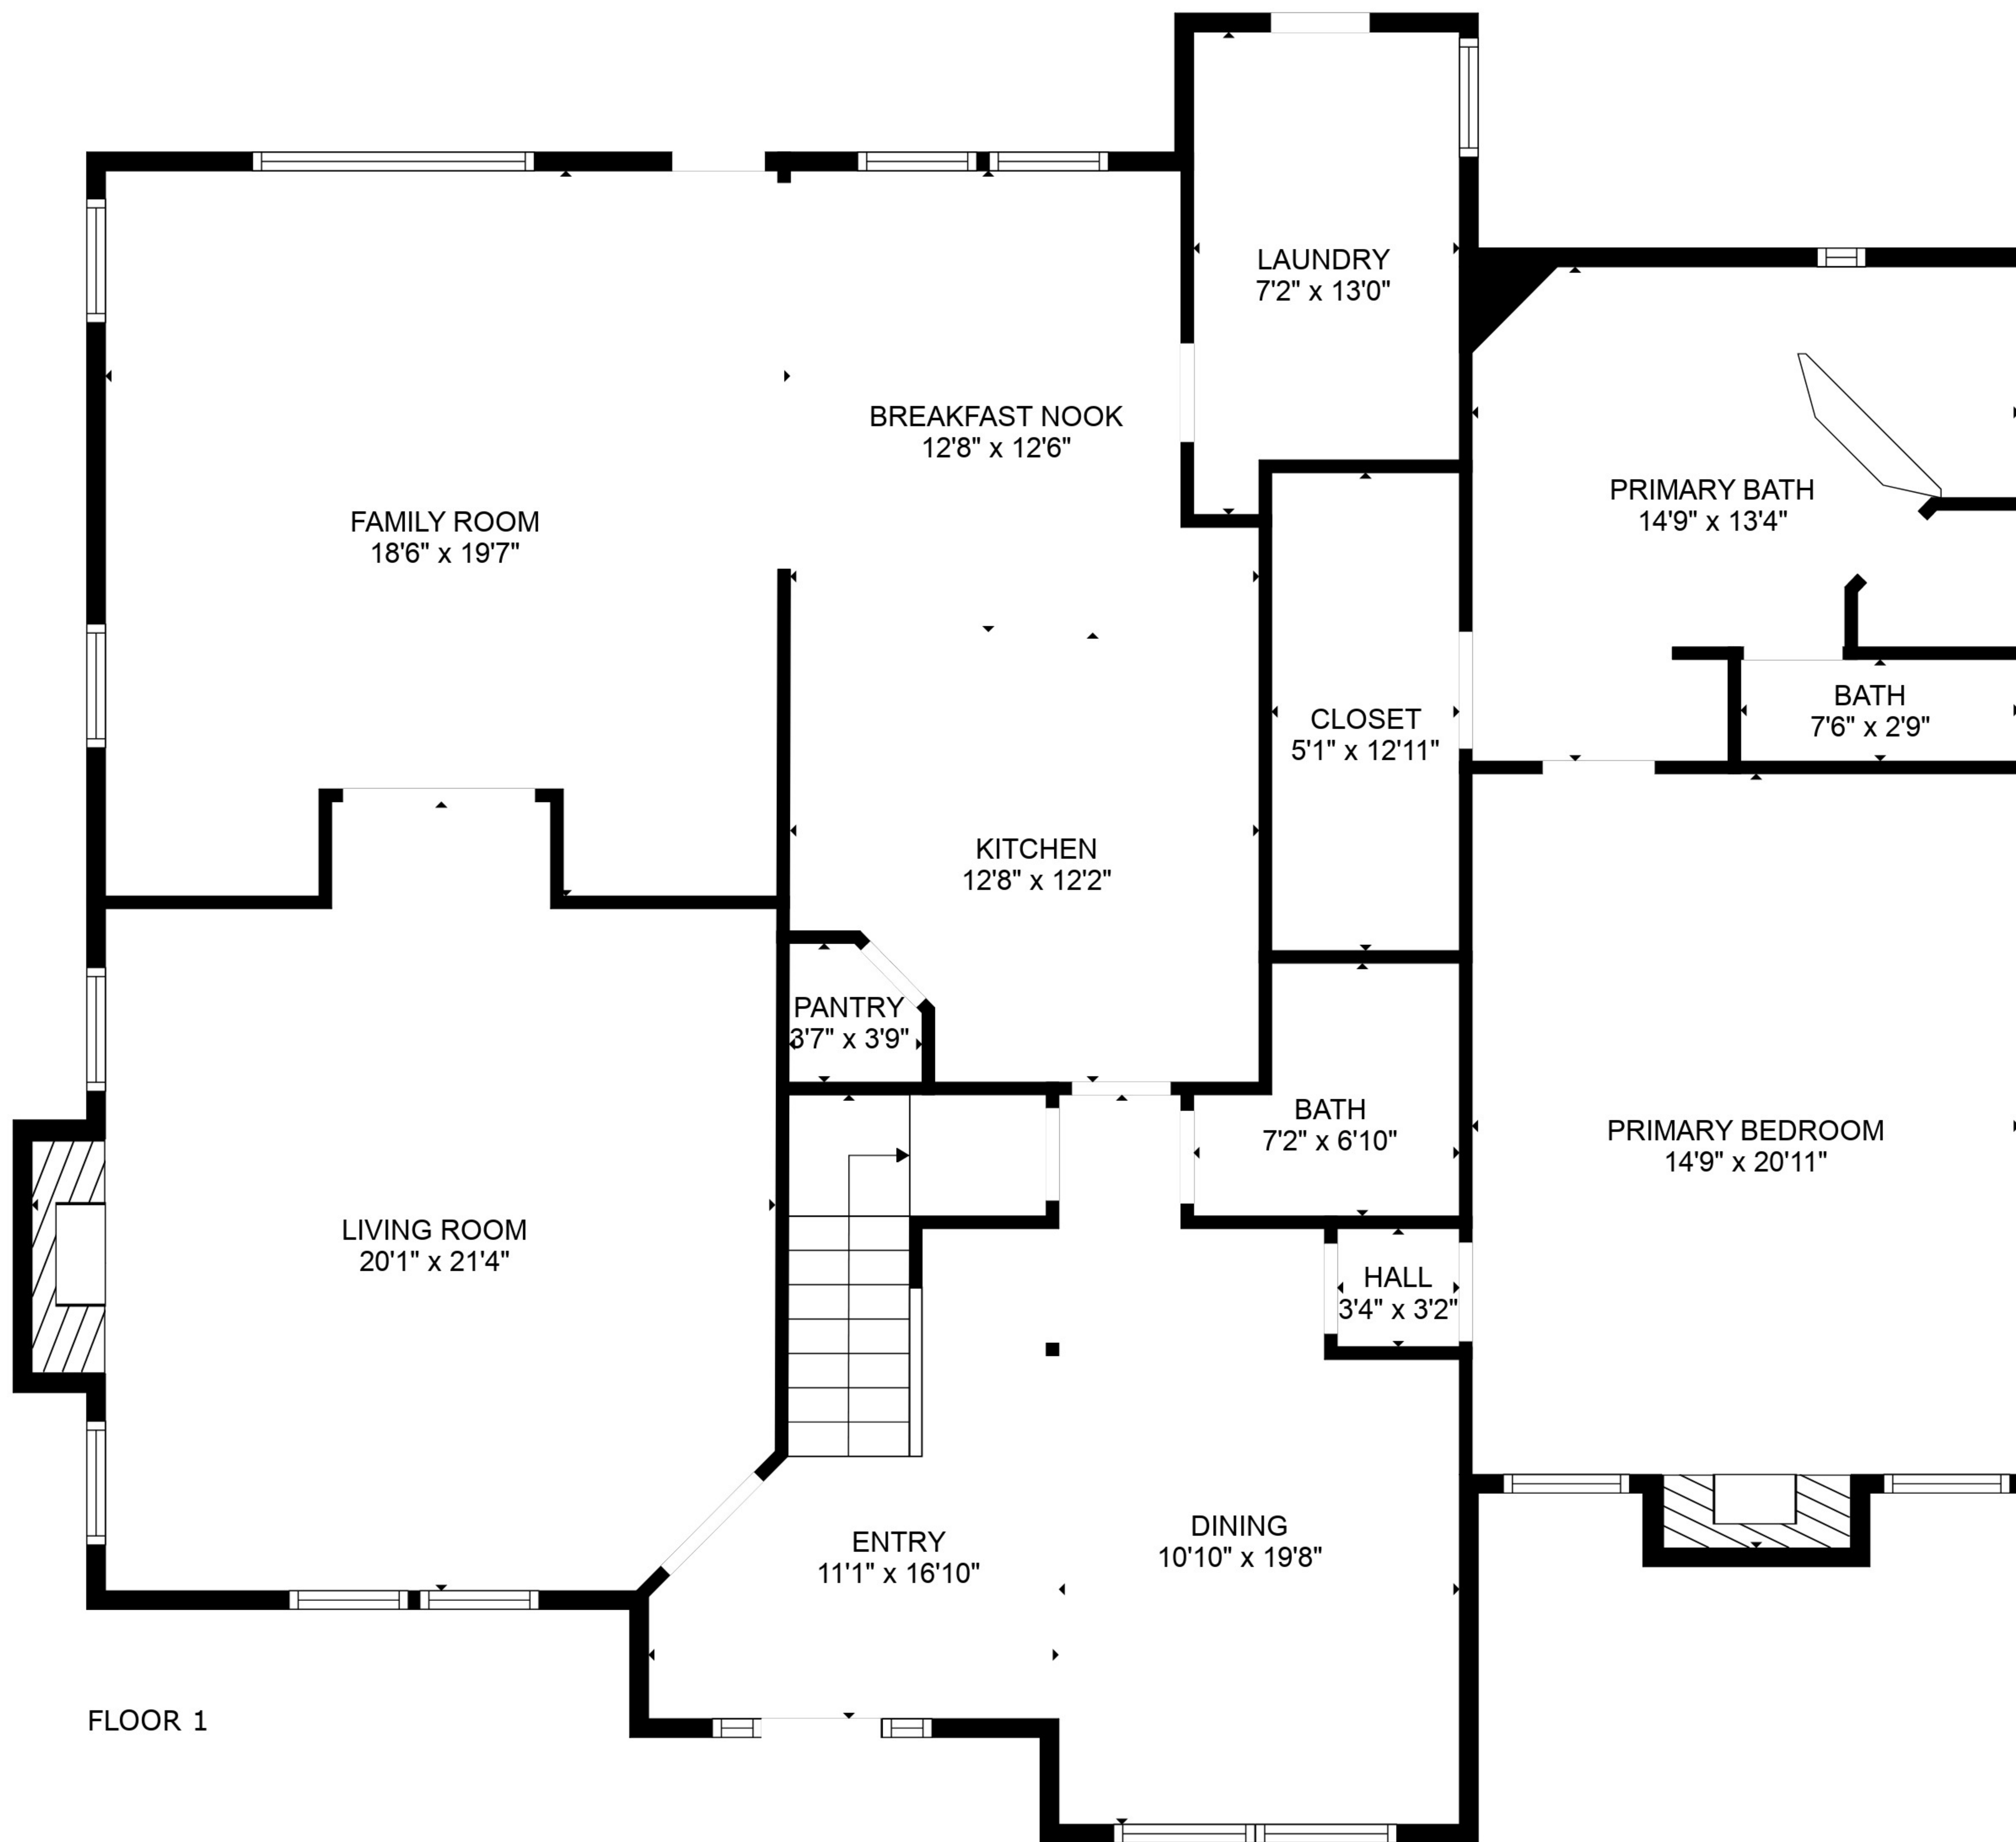 LAUNDRY
7'2" x 13'0"
BREAKFAST NOOK
12'8" x 12'6"
FAMILY ROOM
18'6" x 19'7"
PRIMARY BATH
14'9" x 13'4"
BATH
7'6" x 2'9"
CLOSET
5'1" x 12'11"
KITCHEN
12'8" x 12'2"
PANTRY
3'7" x 3'9"
BATH
7'2" x 6'10"
PRIMARY BEDROOM
14'9" x 20'11"
LIVING ROOM
20'1" x 21'4"
HALL
3'4" x 3'2"
ENTRY
11'1" x 16'10"
DINING
10'10" x 19'8"
FLOOR 1